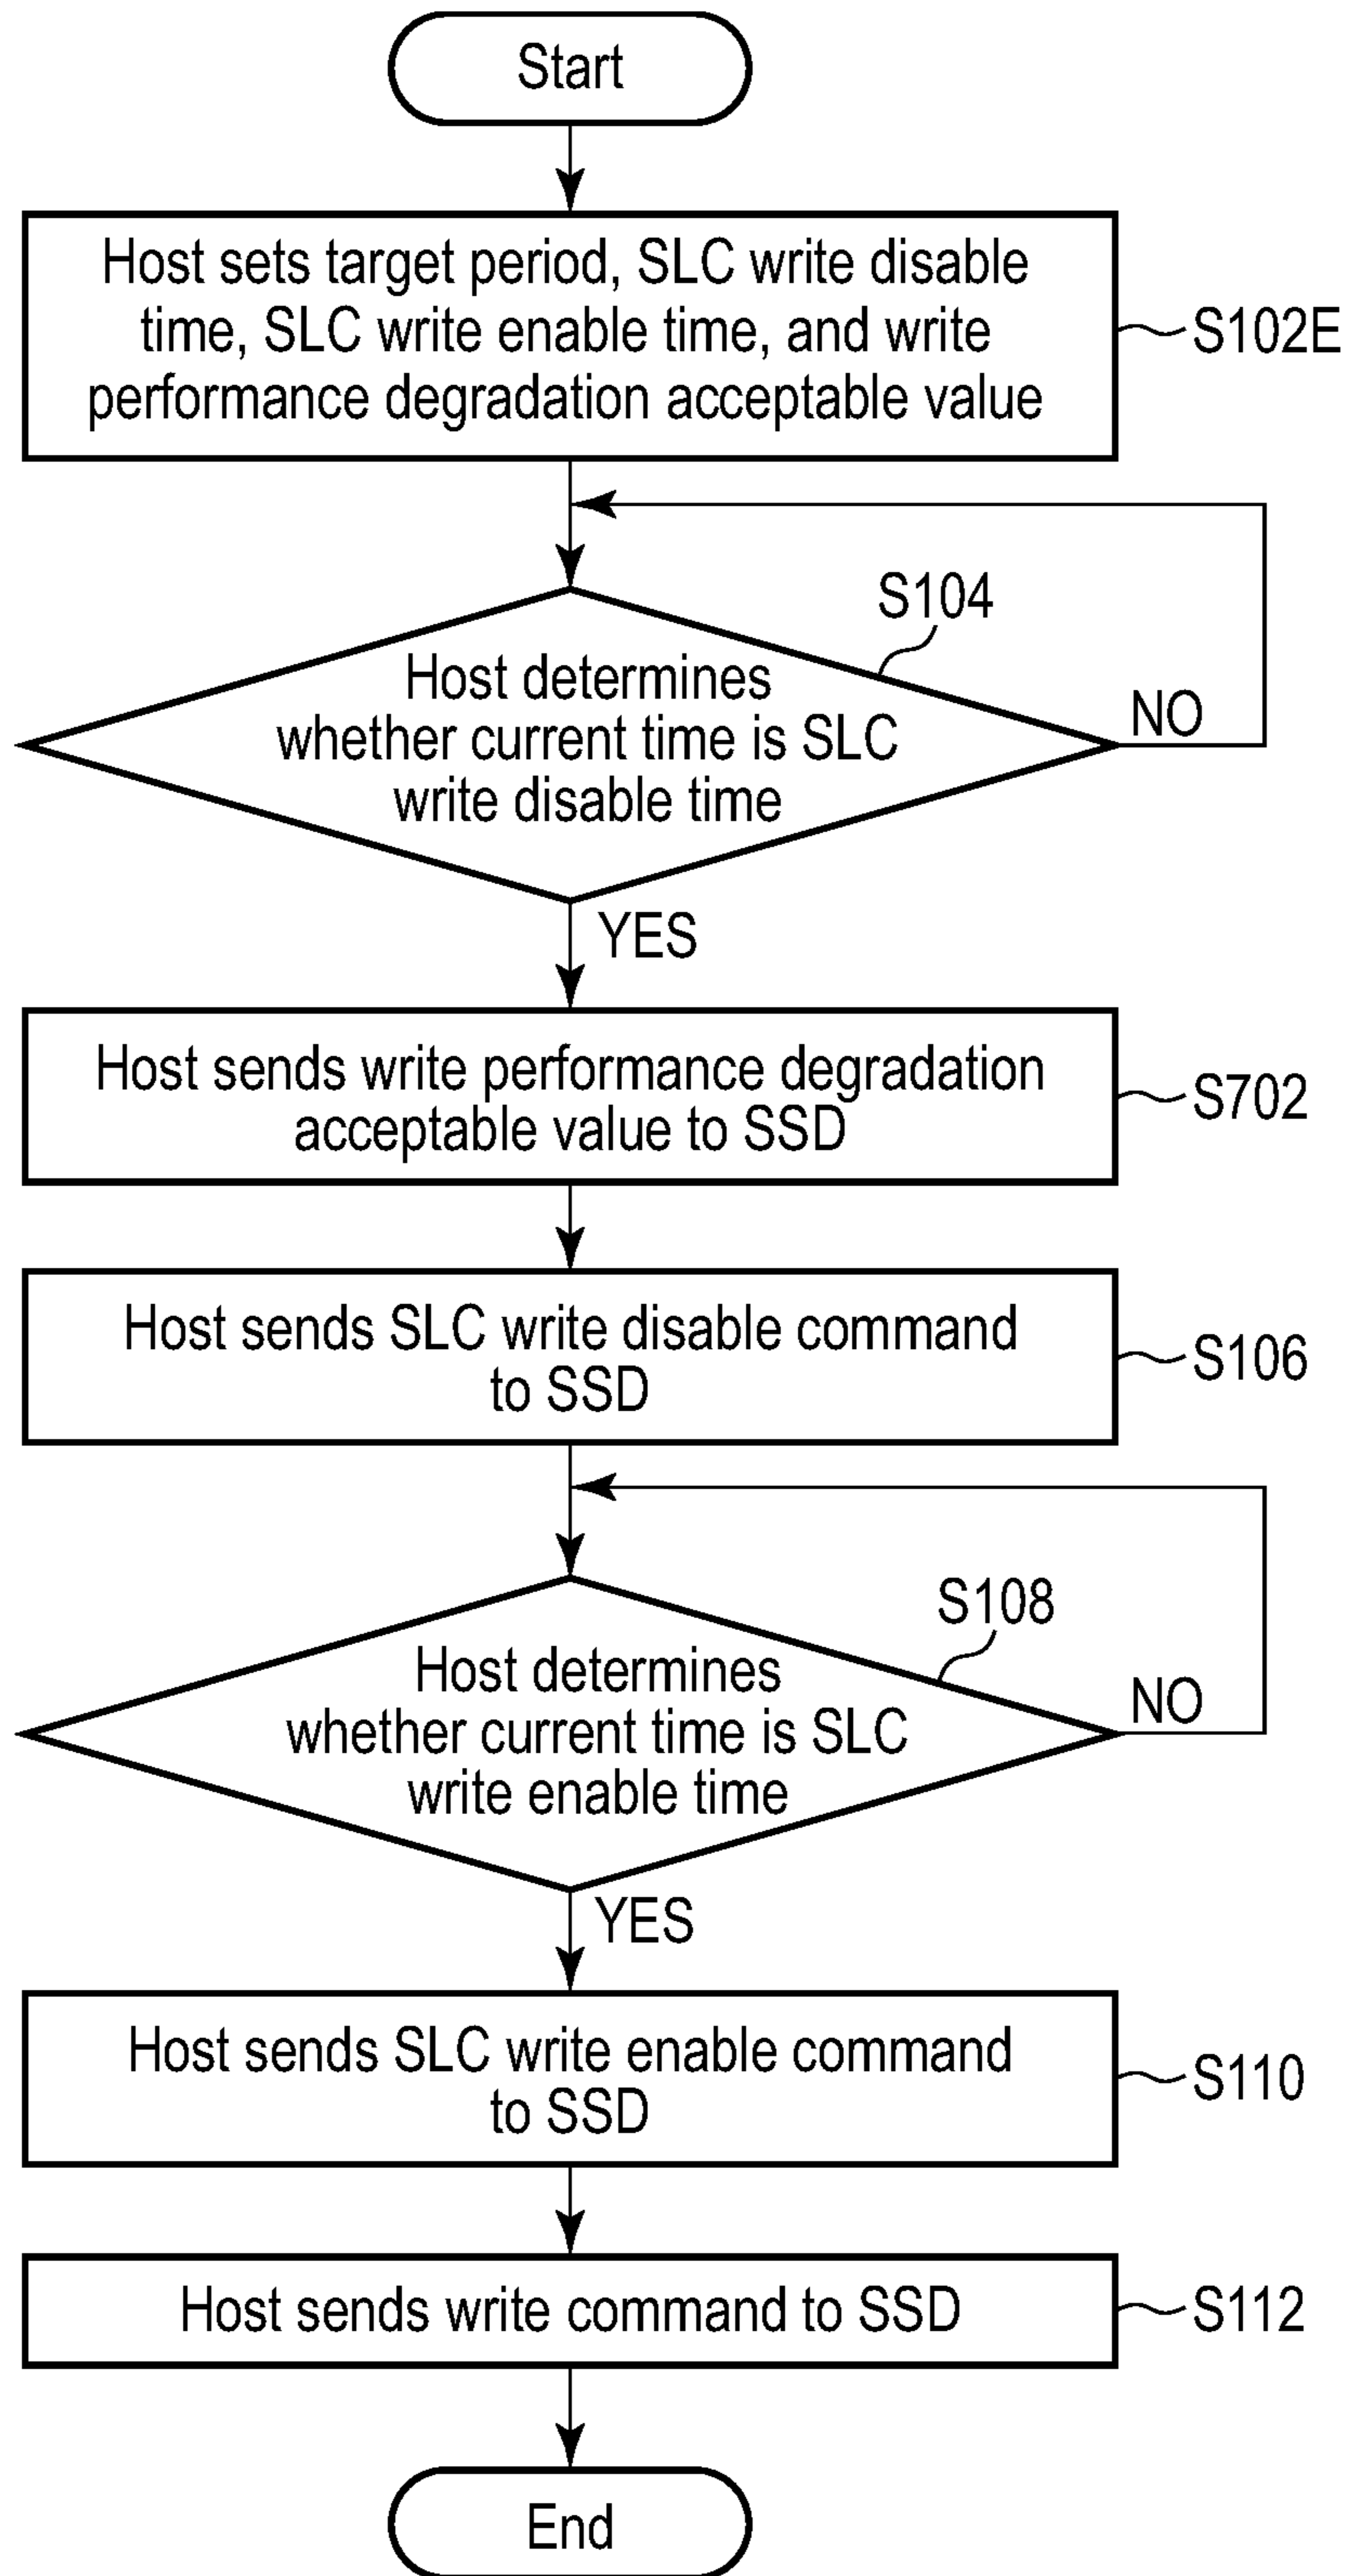 Start
Host sets target period, SLC write disable
time, SLC write enable time, and write
performance degradation acceptable value
S102E
S104
Host determines
whether current time is SLC
write disable time
NO
YES
Host sends write performance degradation
acceptable value to SSD
S702
Host sends SLC write disable command
to SSD
S106
S108
Host determines
whether current time is SLC
write enable time
NO
YES
Host sends SLC write enable command
to SSD
S110
Host sends write command to SSD
S112
End